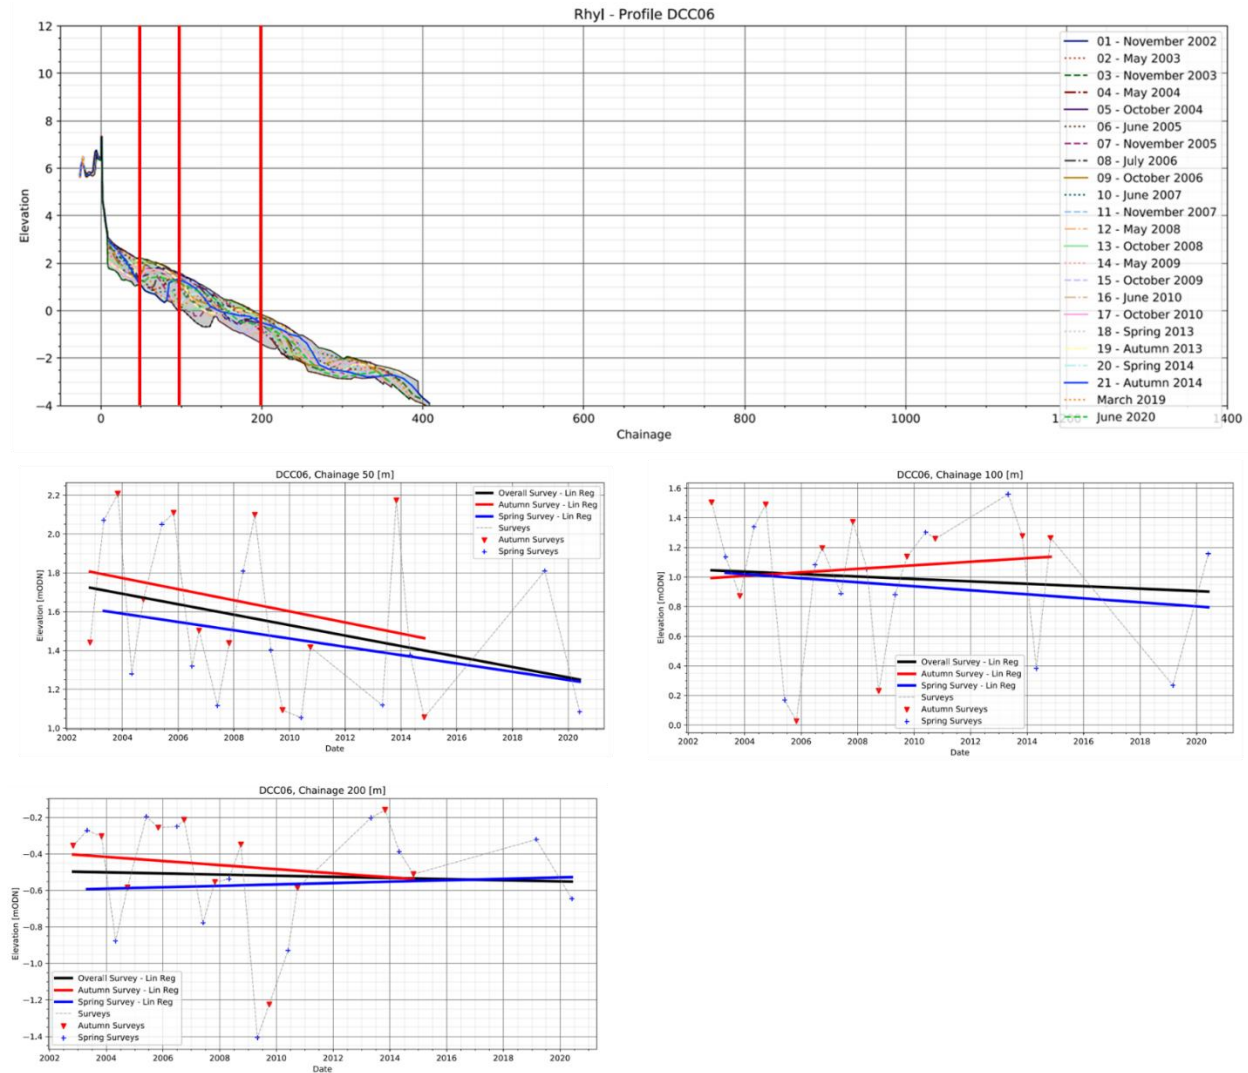 Rhyl - Profile DCC06
12
10
8
6
4
2
0
−2
−4
Elevation
0
200
400
600
800
1000
1200
1400
Chainage
01 - November 2002
02 - May 2003
03 - November 2003
04 - May 2004
05 - October 2004
06 - June 2005
07 - November 2005
08 - July 2006
09 - October 2006
10 - June 2007
11 - November 2007
12 - May 2008
13 - October 2008
14 - May 2009
15 - October 2009
16 - June 2010
17 - October 2010
18 - Spring 2013
19 - Autumn 2013
20 - Spring 2014
21 - Autumn 2014
March 2019
June 2020
DCC06, Chainage 50 [m]
2.2
2.0
1.8
1.6
1.4
1.2
1.0
Elevation [mODN]
2002 2004 2006 2008 2010 2012 2014 2016 2018 2020
Date
Overall Survey - Lin Reg
Autumn Survey - Lin Reg
Spring Survey - Lin Reg
Surveys
Autumn Surveys
Spring Surveys
DCC06, Chainage 100 [m]
1.6
1.4
1.2
1.0
0.8
0.6
0.4
0.2
0.0
Elevation [mODN]
2002 2004 2006 2008 2010 2012 2014 2016 2018 2020
Date
Overall Survey - Lin Reg
Autumn Survey - Lin Reg
Spring Survey - Lin Reg
Surveys
Autumn Surveys
Spring Surveys
DCC06, Chainage 200 [m]
−0.2
−0.4
−0.6
−0.8
−1.0
−1.2
−1.4
Elevation [mODN]
2002 2004 2006 2008 2010 2012 2014 2016 2018 2020
Date
Overall Survey - Lin Reg
Autumn Survey - Lin Reg
Spring Survey - Lin Reg
Surveys
Autumn Surveys
Spring Surveys